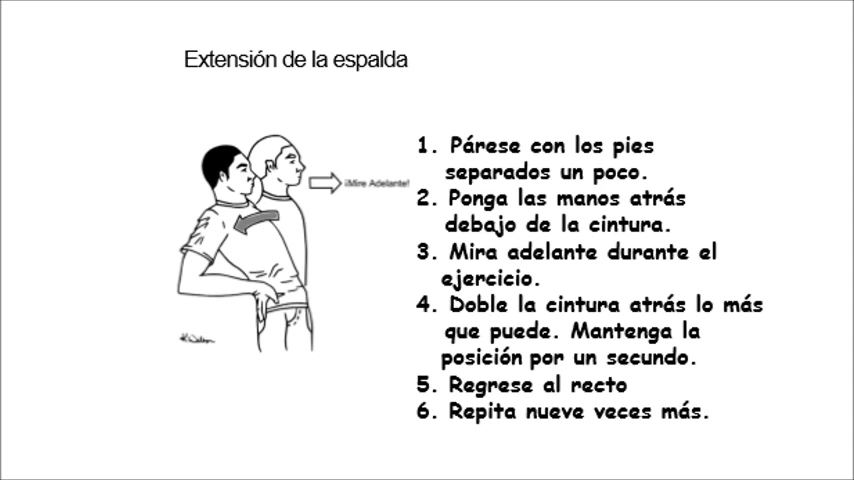 Extensión de la espalda
¡Mire Adelante!
1. Párese con los pies
separados un poco.
2. Ponga las manos atrás
debajo de la cintura.
3. Mira adelante durante el
ejercicio.
4. Doble la cintura atrás lo más
que puede. Mantenga la
posición por un secundo.
5. Regrese al recto
6. Repita nueve veces más.